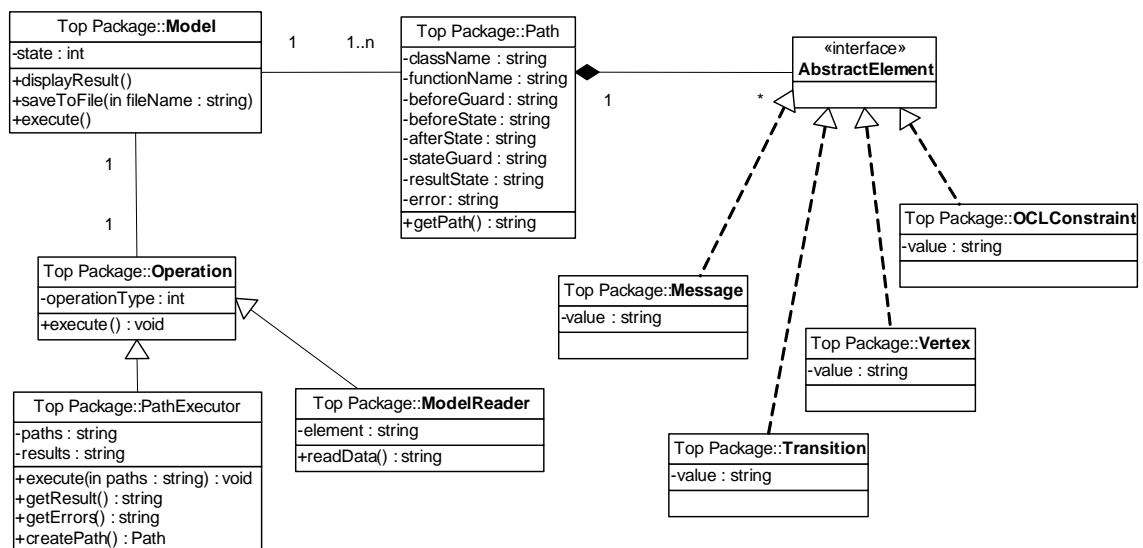 Top Package::Model
-state : int
+displayResult()
+saveToFile(in fileName : string)
+execute()
1
1..n
Top Package::Path
-className : string
-functionName : string
-beforeGuard : string
-beforeState : string
-afterState : string
-stateGuard : string
-resultState : string
-error: string
+getPath() : string
1
*
«interface»
AbstractElement
1
1
Top Package::Operation
-operationType : int
+execute() : void
Top Package::PathExecutor
-paths : string
-results : string
+execute(in paths : string) : void
+getResult() : string
+getErrors() : string
+createPath() : Path
Top Package::ModelReader
-element : string
+readData() : string
Top Package::Message
-value : string
Top Package::OCLConstraint
-value : string
Top Package::Vertex
-value : string
Top Package::Transition
-value : string